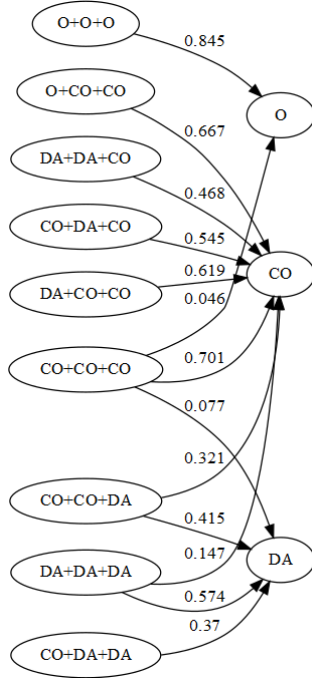 O+O+O
0.845
O+CO+CO
O
0.667
DA+DA+CO
0.468
CO+DA+CO
0.545
CO
0.619
DA+CO+CO
0.046
CO+CO+CO
0.701
0.077
0.321
CO+CO+DA
0.415
0.147
DA
DA+DA+DA
0.574
0.37
CO+DA+DA